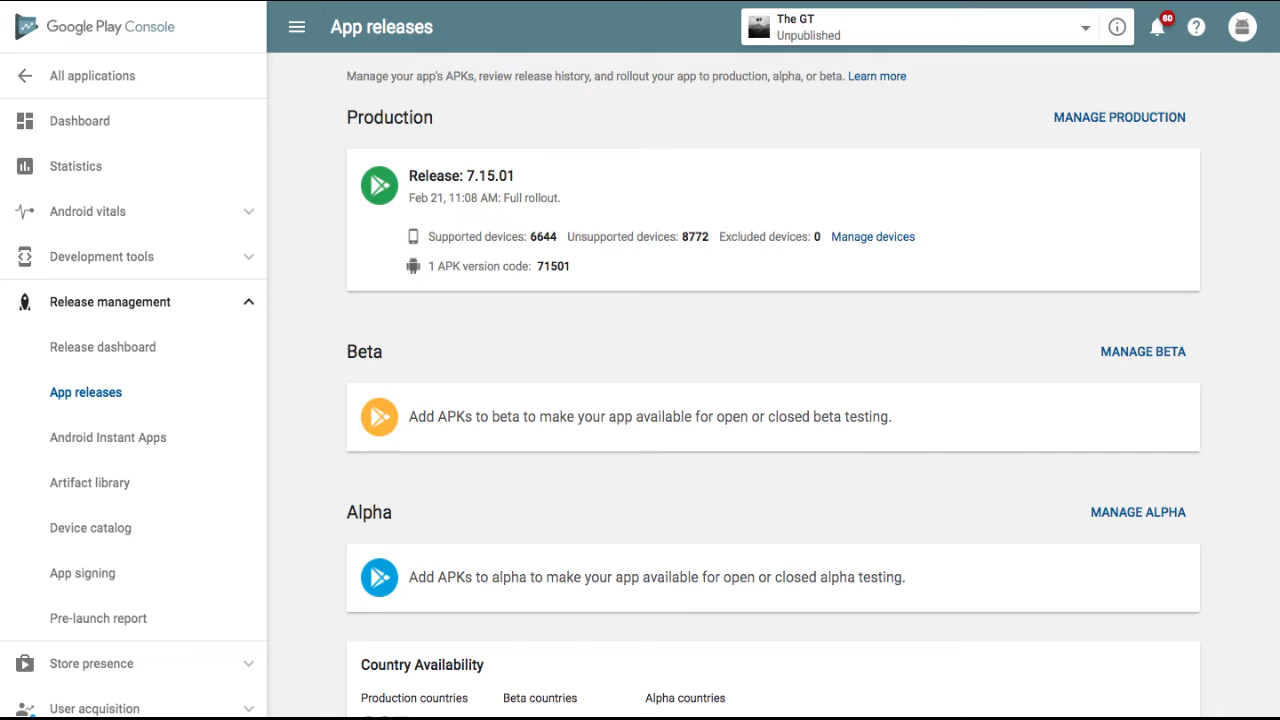 Google Play Console
App releases
The GT
Unpublished
60
All applications
Dashboard
Statistics
Android vitals
Development tools
Release management
Release dashboard
App releases
Android Instant Apps
Artifact library
Device catalog
App signing
Pre-launch report
Store presence
User acquisition
Manage your app's APKs, review release history, and rollout your app to production, alpha, or beta. Learn more
Production
MANAGE PRODUCTION
Release: 7.15.01
Feb 21, 11:08 AM: Full rollout.
Supported devices: 6644 Unsupported devices: 8772 Excluded devices: 0 Manage devices
1 APK version code: 71501
Beta
MANAGE BETA
Add APKs to beta to make your app available for open or closed beta testing.
Alpha
MANAGE ALPHA
Add APKs to alpha to make your app available for open or closed alpha testing.
Country Availability
Production countries Beta countries Alpha countries